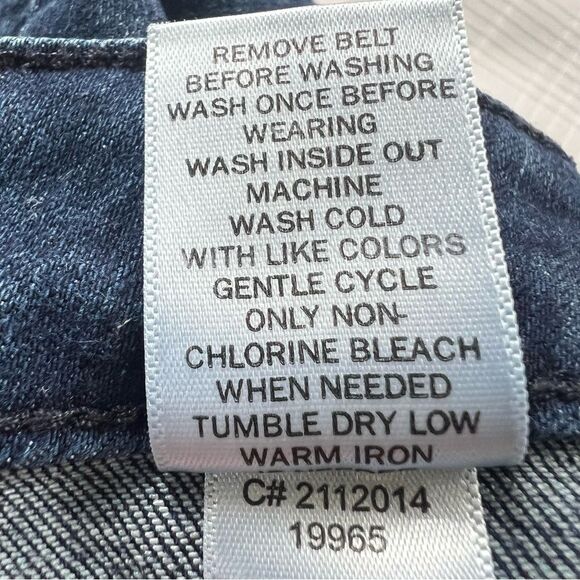 REMOVE BELT
BEFORE WASHING
WASH ONCE BEFORE
WEARING
WASH INSIDE OUT
MACHINE
WASH COLD
WITH LIKE COLORS
GENTLE CYCLE
ONLY NON-
CHLORINE BLEACH
WHEN NEEDED
TUMBLE DRY LOW
WARM IRON
C# 2112014
19965